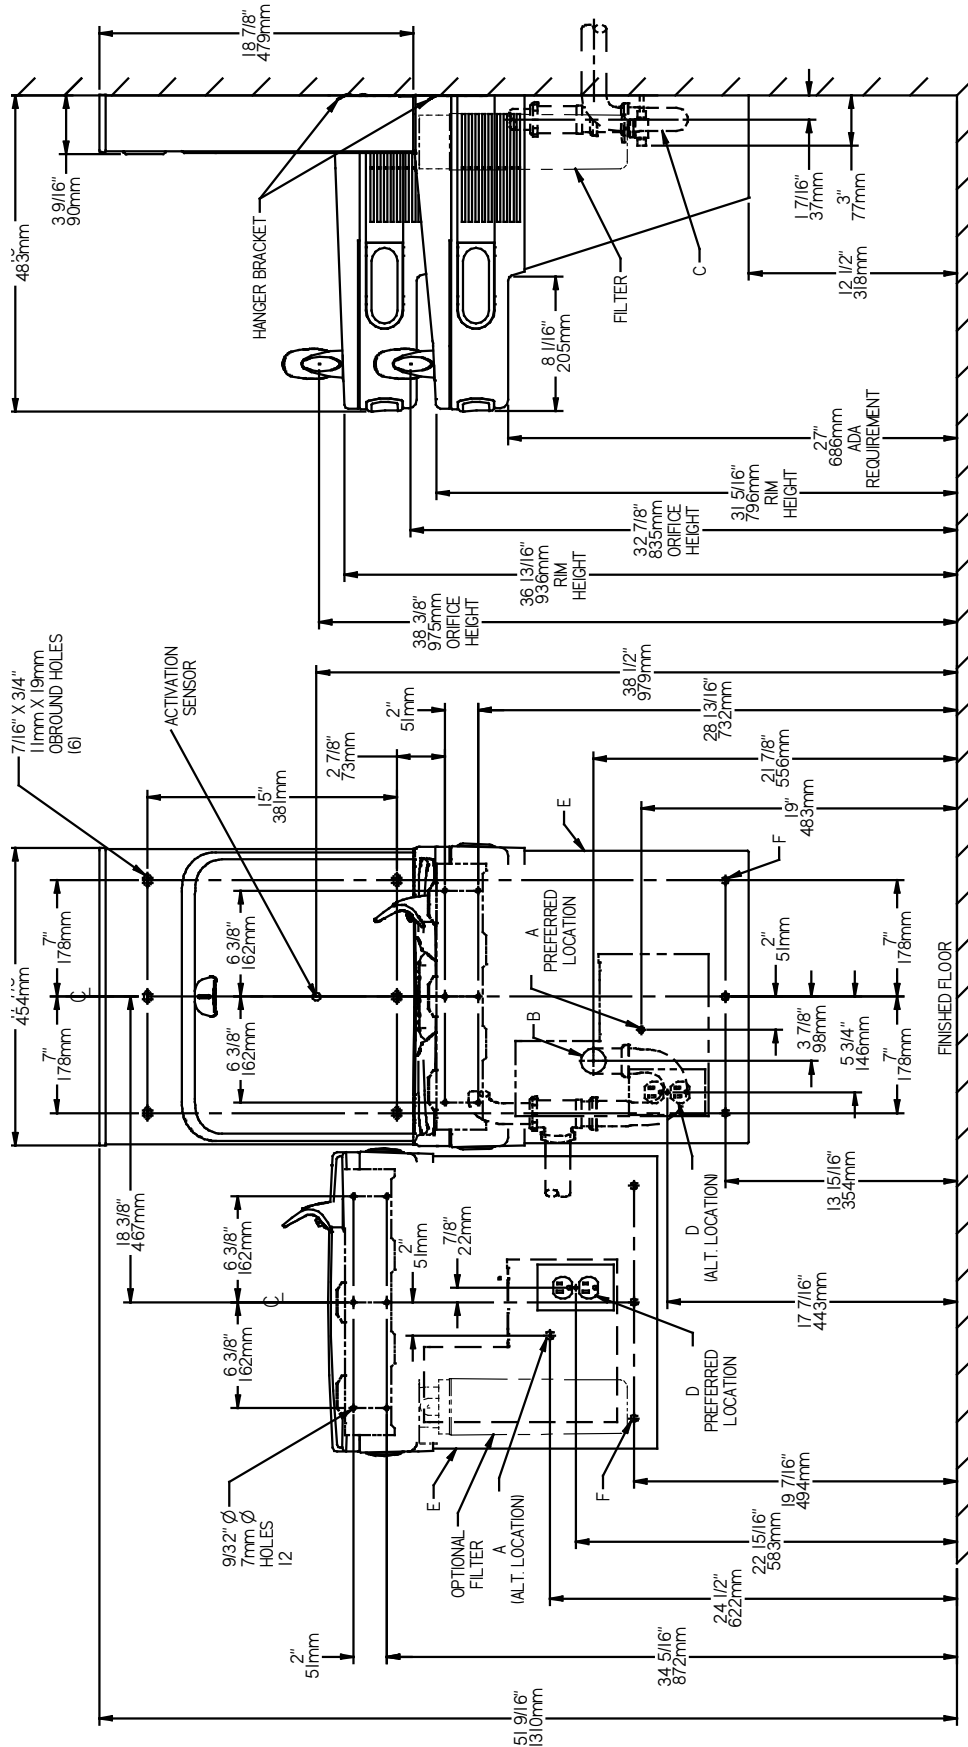 18 7/8"
479mm
3 9/16"
90mm
483mm
HANGER BRACKET
FILTER
C
1 7/16"
37mm
3"
77mm
12 1/2"
318mm
8 1/16"
205mm
27"
686mm
ADA
REQUIREMENT
31 5/16"
796mm
RIM
HEIGHT
32 7/8"
835mm
ORIFICE
HEIGHT
36 13/16"
936mm
RIM
HEIGHT
38 3/8"
975mm
ORIFICE
HEIGHT
7/16" X 3/4"
11mm X 19mm
OBROUND HOLES
(6)
ACTIVATION
SENSOR
15"
381mm
2 7/8"
73mm
2"
51mm
38 1/2"
979mm
28 13/16"
732mm
21 7/8"
556mm
19"
483mm
E
F
454mm
7"
178mm
7"
178mm
CL
6 3/8"
162mm
6 3/8"
162mm
A
PREFERRED
LOCATION
B
2"
51mm
3 7/8"
98mm
5 3/4"
146mm
7"
178mm
7"
178mm
FINISHED FLOOR
13 15/16"
354mm
D
(ALT. LOCATION)
17 7/16"
443mm
18 3/8"
467mm
6 3/8"
162mm
6 3/8"
162mm
CL
2"
51mm
7/8"
22mm
D
PREFERRED
LOCATION
9/32" Ø
7mm Ø
HOLES
12
E
OPTIONAL
FILTER
A
(ALT. LOCATION)
F
19 7/16"
494mm
22 15/16"
583mm
24 1/2"
622mm
2"
51mm
34 5/16"
872mm
51 9/16"
1310mm